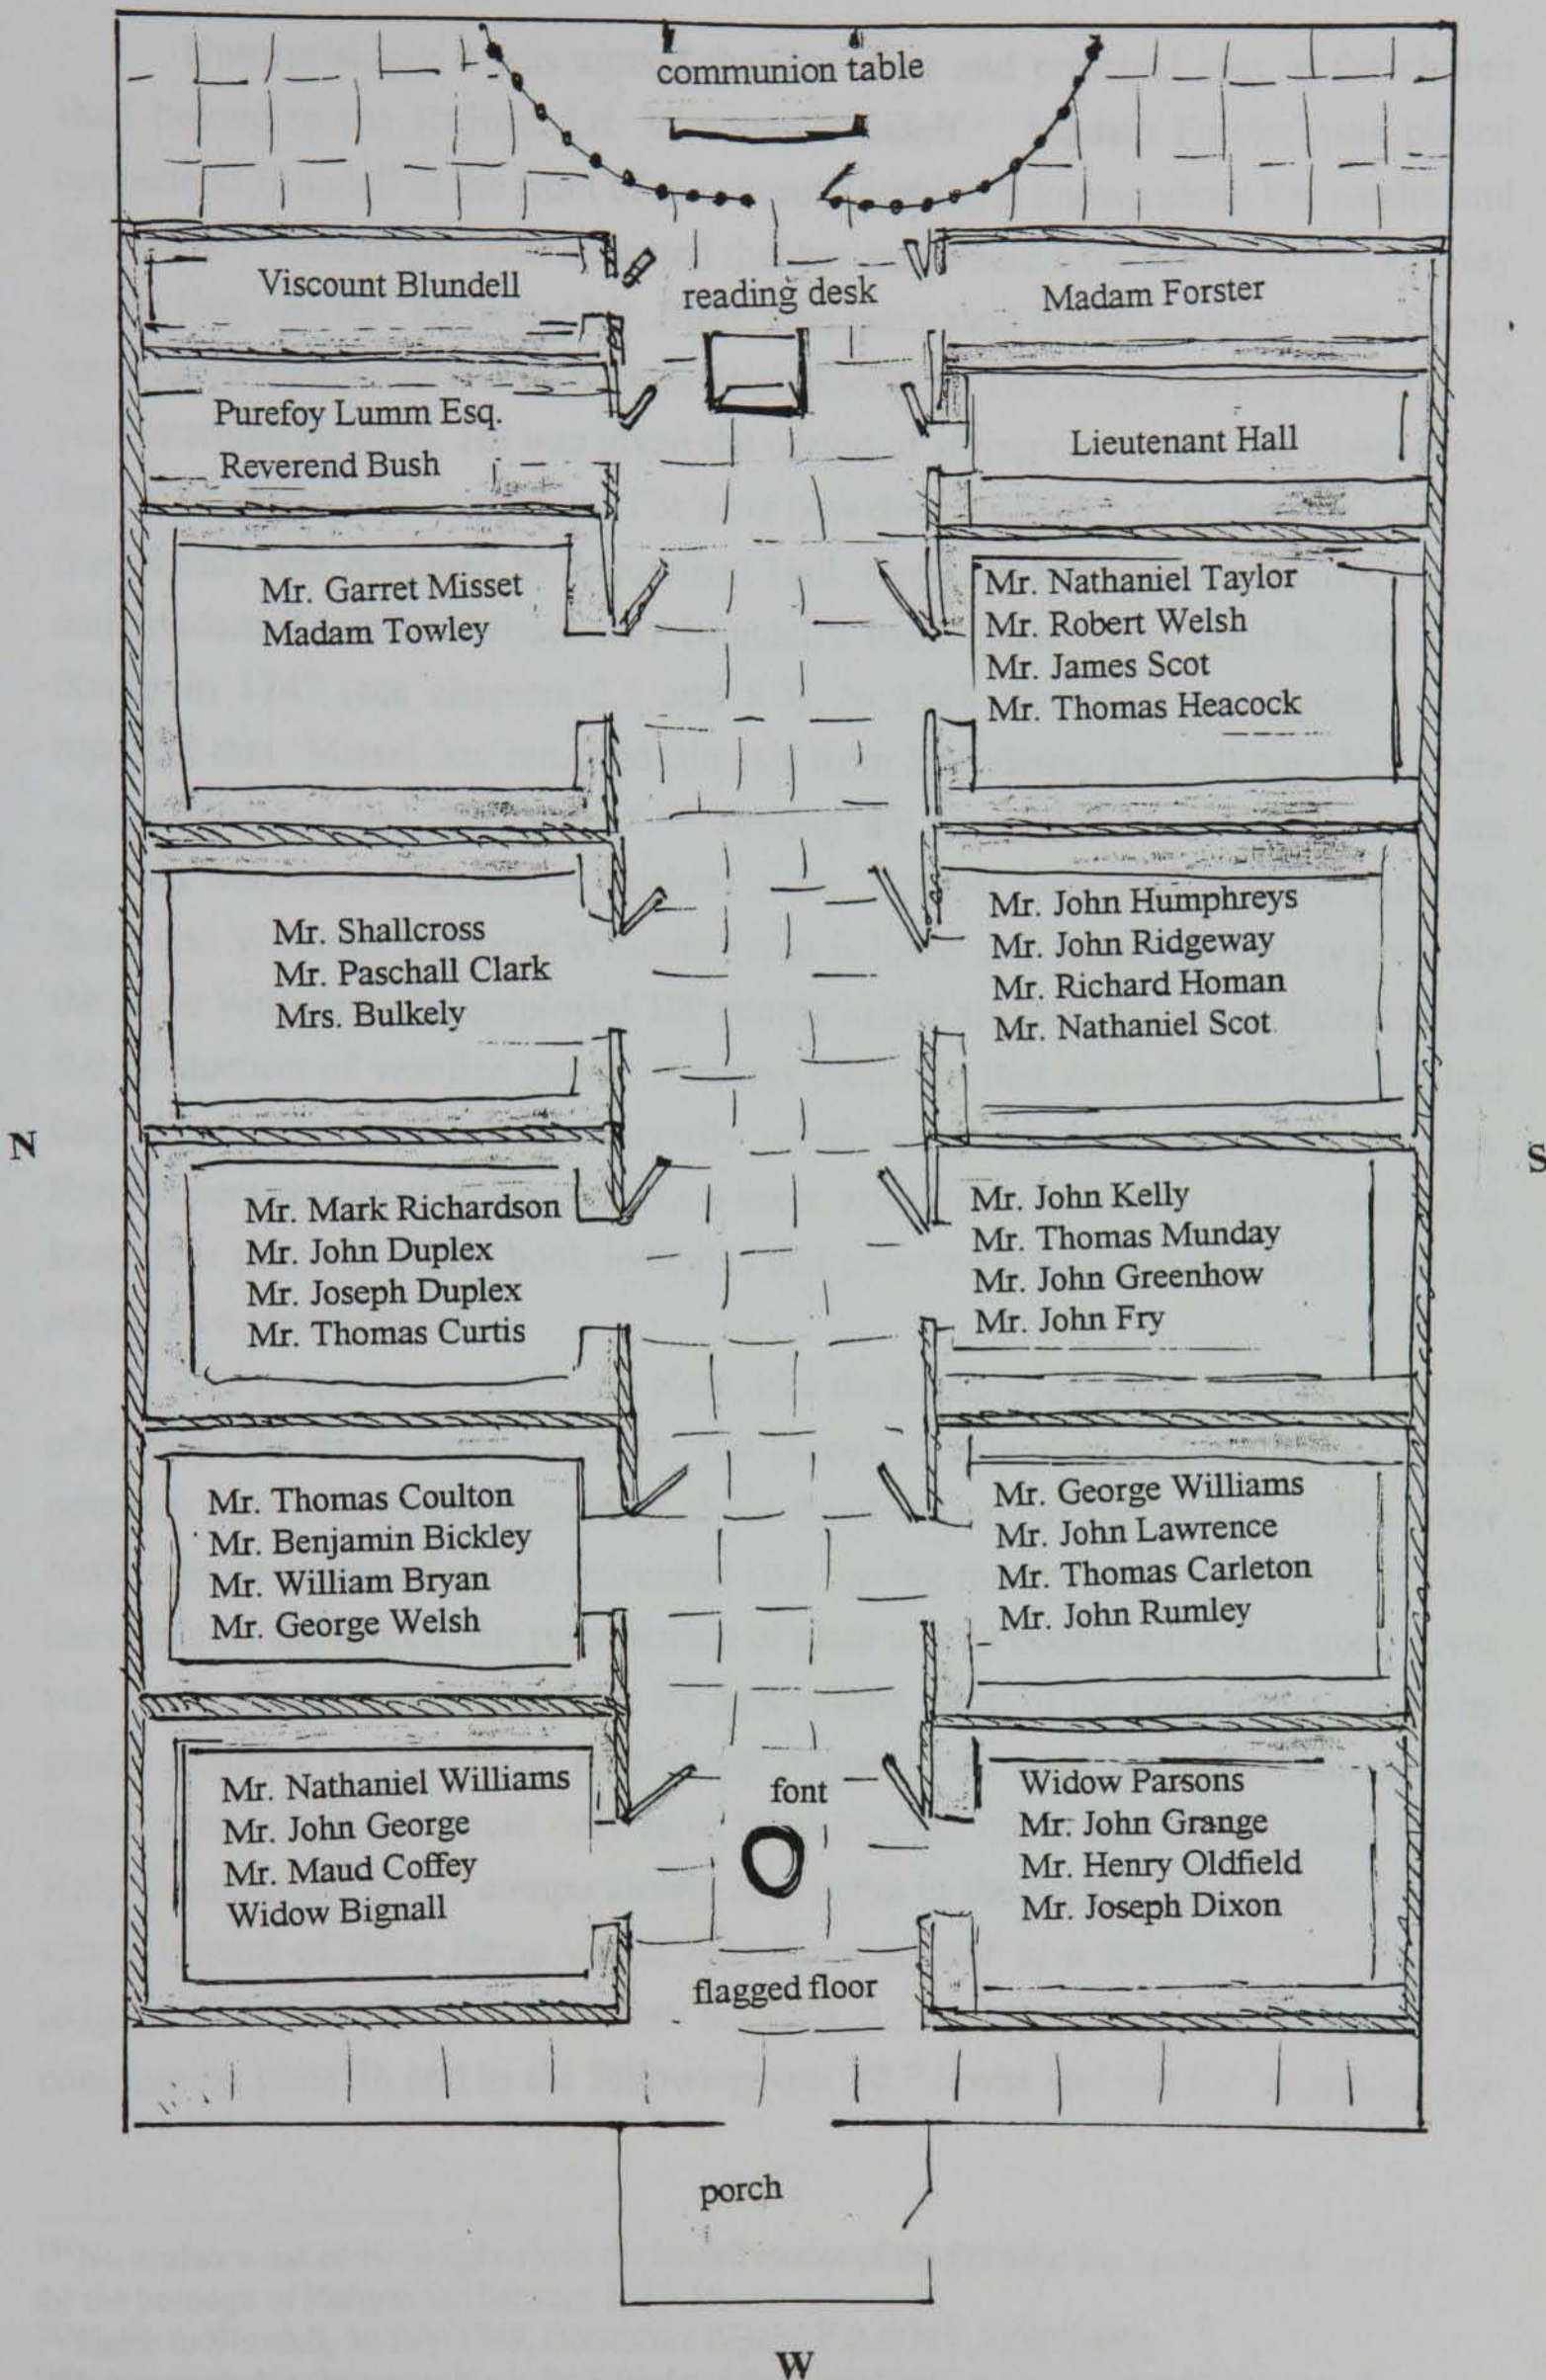 communion table
Viscount Blundell
reading desk
Madam Forster
Purefoy Lumm Esq.
Reverend Bush
Lieutenant Hall
Mr. Garret Misset
Madam Towley
Mr. Nathaniel Taylor
Mr. Robert Welsh
Mr. James Scot
Mr. Thomas Heacock
Mr. Shallcross
Mr. Paschall Clark
Mrs. Bulkely
Mr. John Humphreys
Mr. John Ridgeway
Mr. Richard Homan
Mr. Nathaniel Scot
N
S
Mr. Mark Richardson
Mr. John Duplex
Mr. Joseph Duplex
Mr. Thomas Curtis
Mr. John Kelly
Mr. Thomas Munday
Mr. John Greenhow
Mr. John Fry
Mr. Thomas Coulton
Mr. Benjamin Bickley
Mr. William Bryan
Mr. George Welsh
Mr. George Williams
Mr. John Lawrence
Mr. Thomas Carleton
Mr. John Rumley
Mr. Nathaniel Williams
Mr. John George
Mr. Maud Coffey
Widow Bignall
font
Widow Parsons
Mr. John Grange
Mr. Henry Oldfield
Mr. Joseph Dixon
flagged floor
porch
W